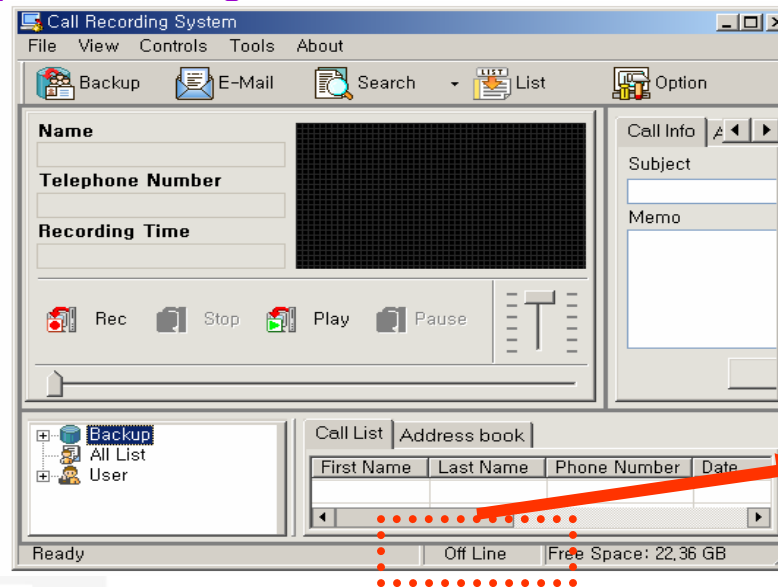 Call Recording System
File View Controls Tools About
Backup E-Mail Search List Option
Name
Telephone Number
Recording Time
Rec Stop Play Pause
Call Info
Subject
Memo
Backup
All List
User
Call List Address book
First Name Last Name Phone Number Date
Ready Off Line Free Space: 22,36 GB